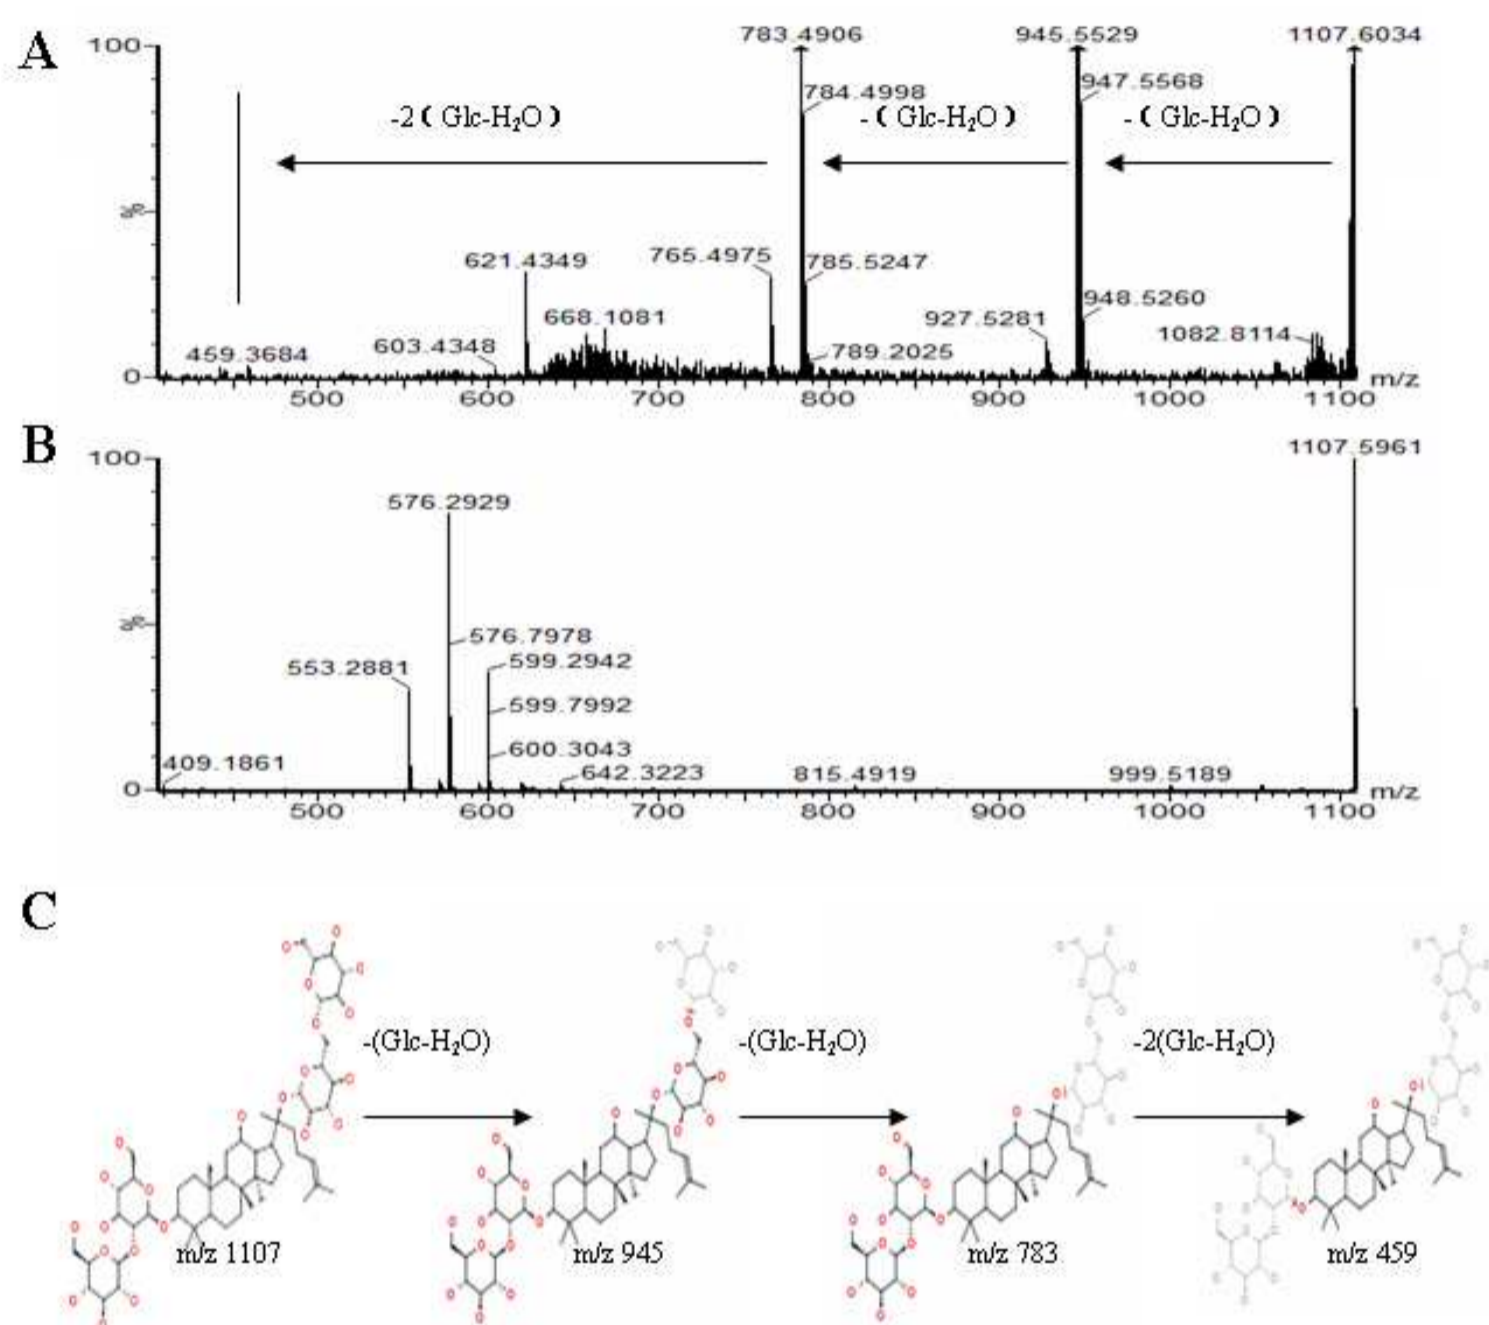 A
100
%
0
783.4906
945.5529
1107.6034
784.4998
947.5568
-2 ( Glc-H₂O )
- ( Glc-H₂O )
- ( Glc-H₂O )
621.4349
765.4975
785.5247
668.1081
927.5281
948.5260
1082.8114
459.3684
603.4348
789.2025
m/z
500 600 700 800 900 1000 1100
B
100
%
0
1107.5961
576.2929
576.7978
553.2881
599.2942
599.7992
600.3043
409.1861
642.3223
815.4919
999.5189
m/z
500 600 700 800 900 1000 1100
C
-(Glc-H₂O)
-(Glc-H₂O)
-2(Glc-H₂O)
m/z 1107
m/z 945
m/z 783
m/z 459